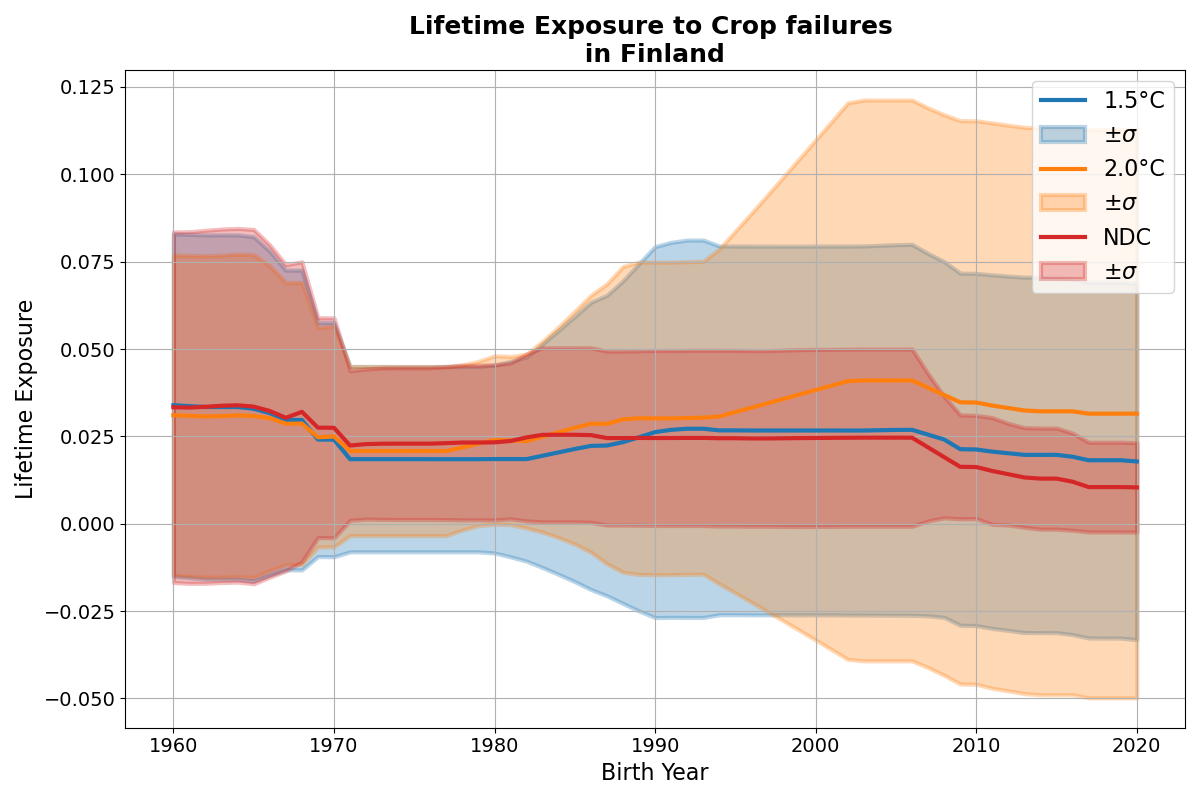 Lifetime Exposure to Crop failures
in Finland
0.125
0.100
0.075
0.050
0.025
0.000
−0.025
−0.050
Lifetime Exposure
1.5°C
±σ
2.0°C
±σ
NDC
±σ
1960 1970 1980 1990 2000 2010 2020
Birth Year